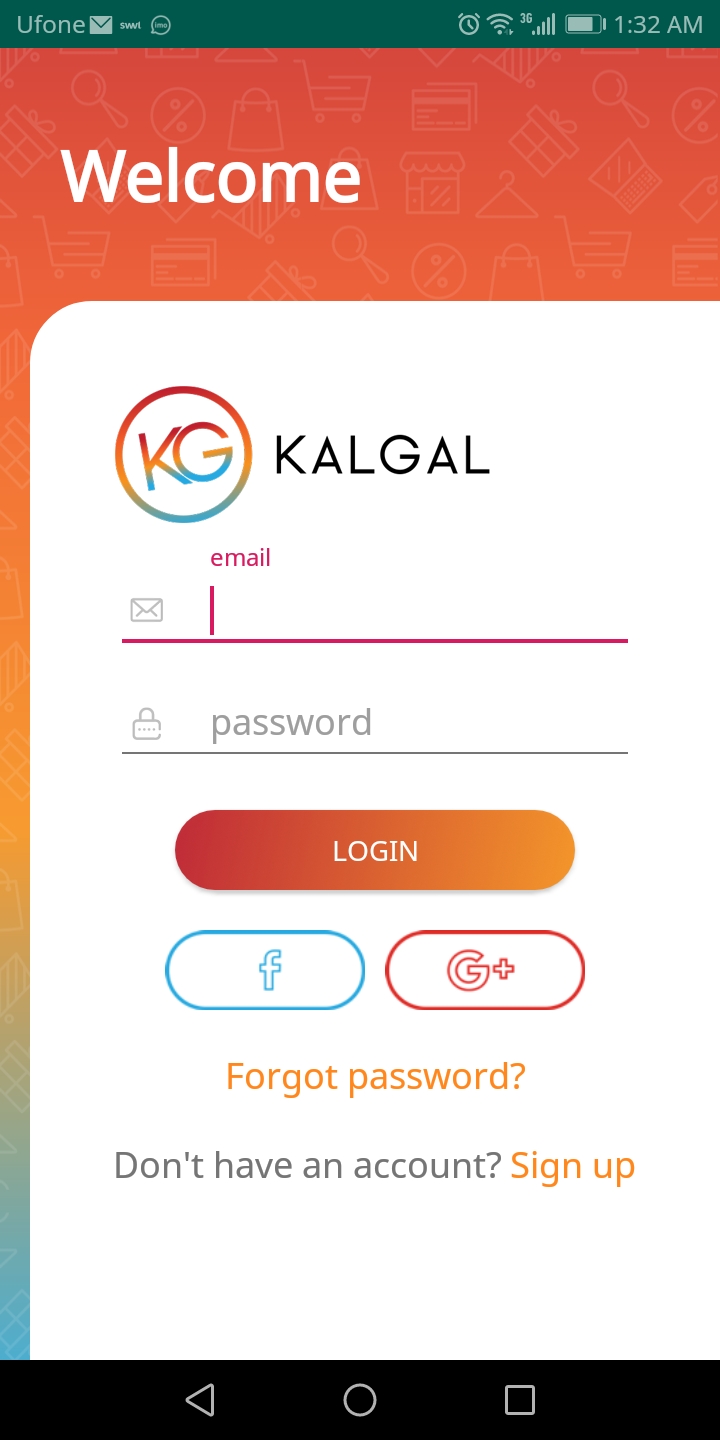 Ufone swvl imo 3G 1:32 AM
Welcome
KG KALGAL
email
password
LOGIN
f G+
Forgot password?
Don't have an account? Sign up